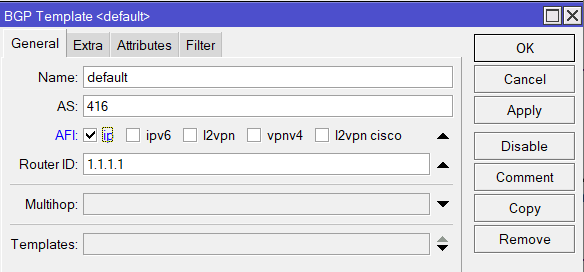 BGP Template <default>
General Extra Attributes Filter
Name: default
AS: 416
AFI: ip ipv6 l2vpn vpnv4 l2vpn cisco
Router ID: 1.1.1.1
Multihop:
Templates:
OK
Cancel
Apply
Disable
Comment
Copy
Remove